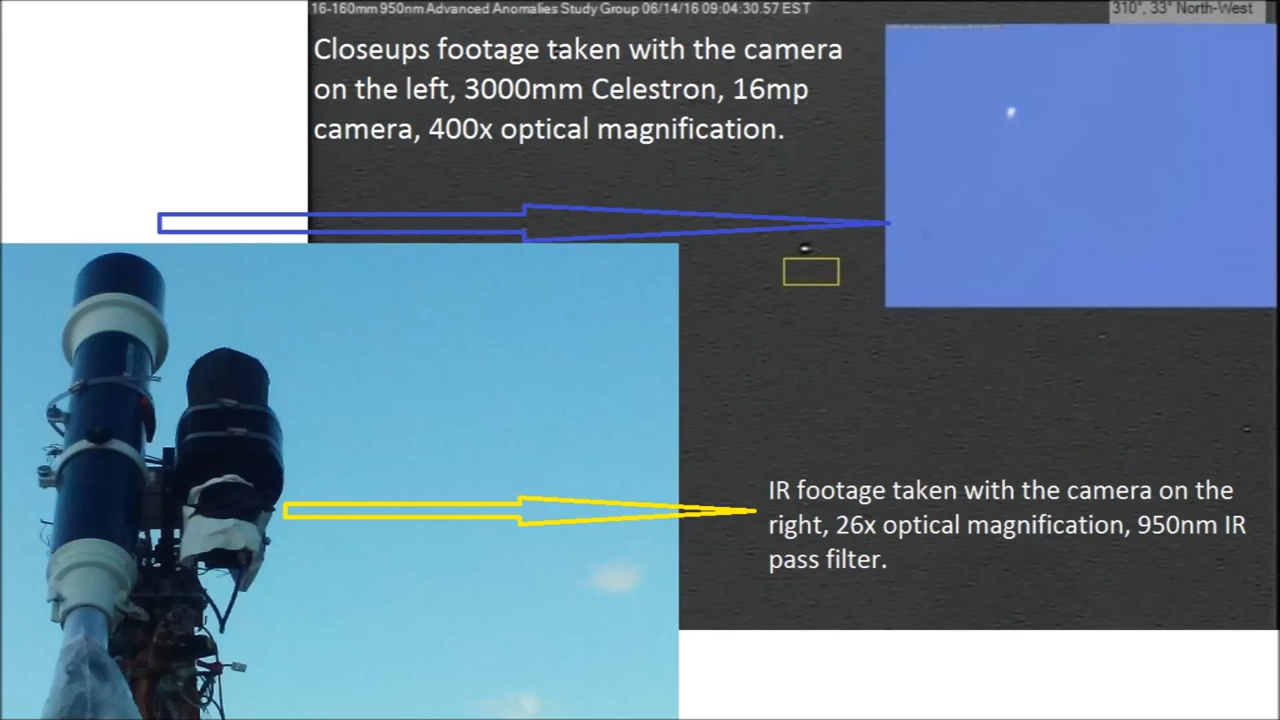 16-160mm 950nm Advanced Anomalies Study Group 06/14/16 09:04:30.57 EST
310°, 33° North-West
Closeups footage taken with the camera
on the left, 3000mm Celestron, 16mp
camera, 400x optical magnification.
IR footage taken with the camera on the
right, 26x optical magnification, 950nm IR
pass filter.